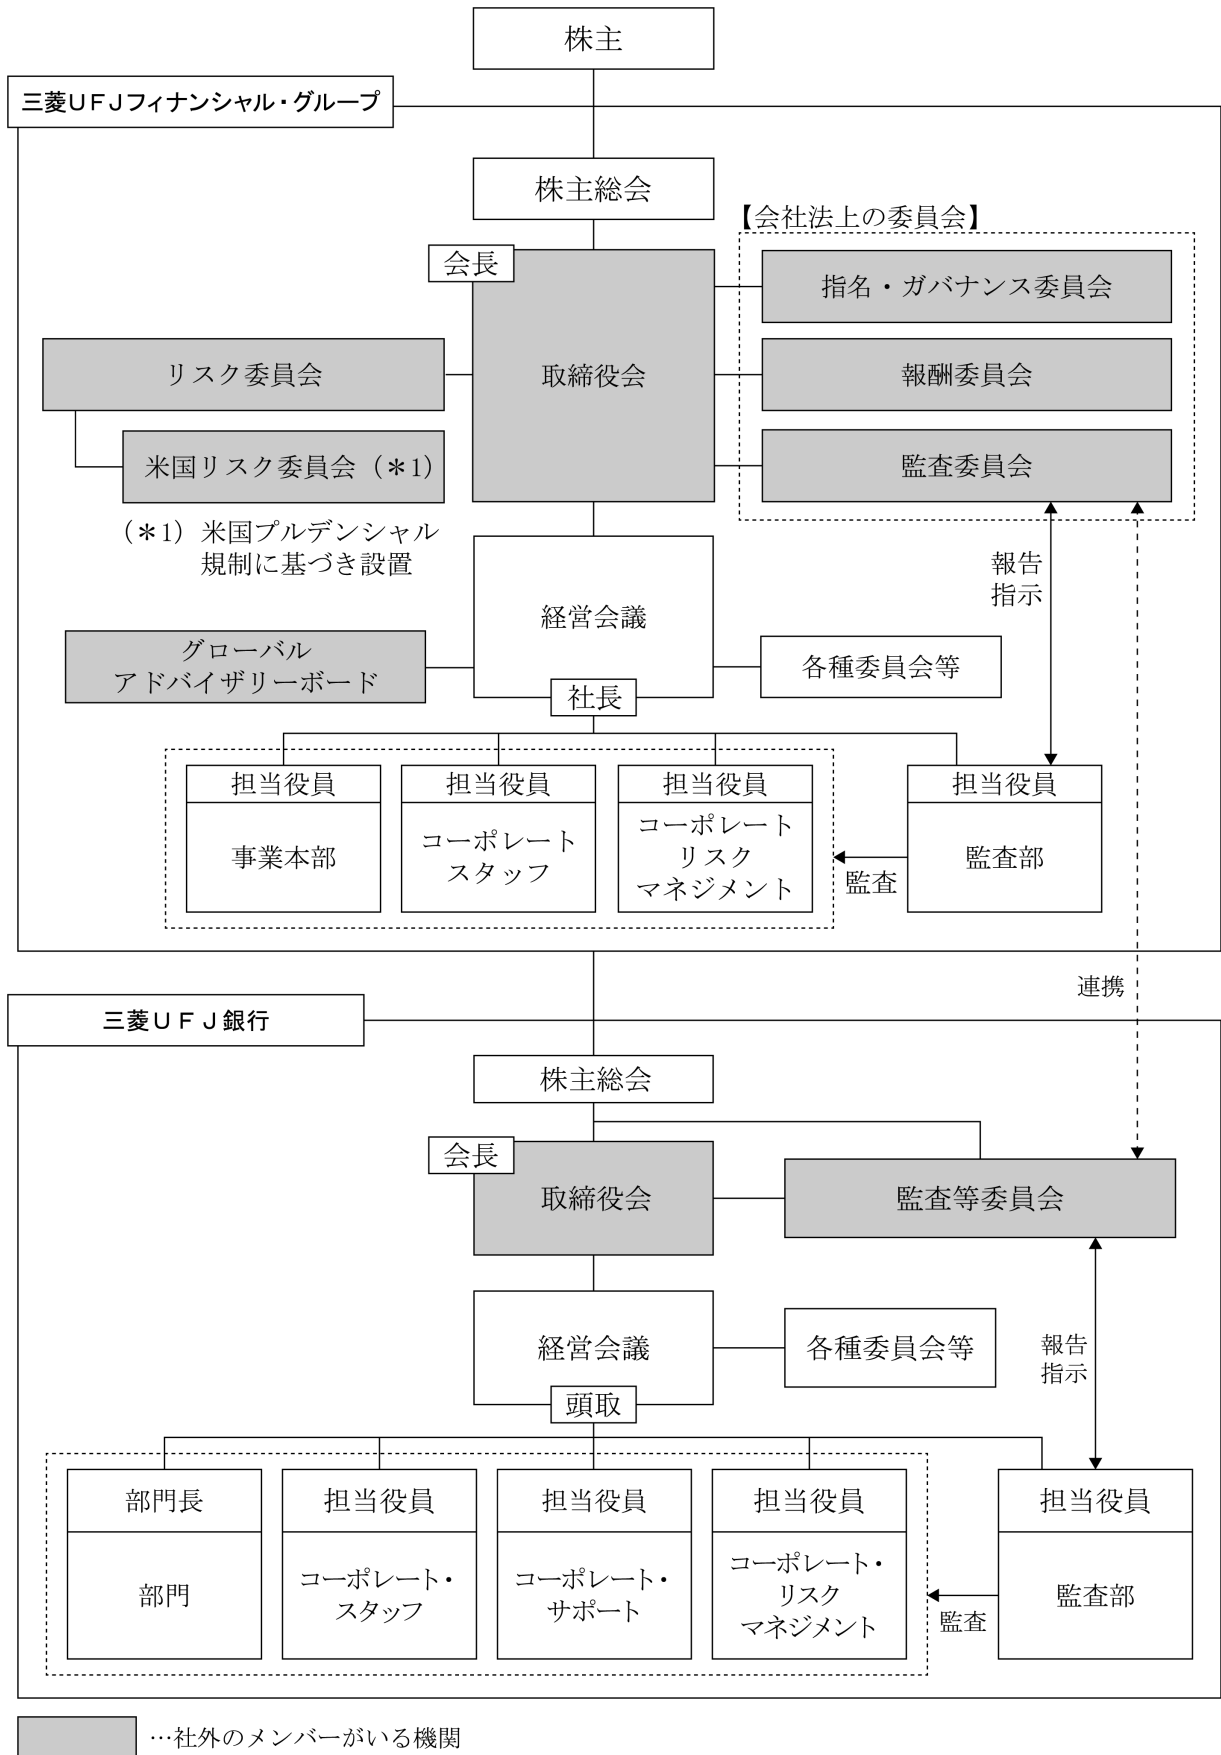 株主
三菱ＵＦＪフィナンシャル・グループ
株主総会
【会社法上の委員会】
会長
指名・ガバナンス委員会
リスク委員会
取締役会
報酬委員会
米国リスク委員会（＊1）
監査委員会
（＊1）米国プルデンシャル
規制に基づき設置
報告
指示
経営会議
グローバル
アドバイザリーボード
各種委員会等
社長
担当役員
事業本部
担当役員
コーポレート
スタッフ
担当役員
コーポレート
リスク
マネジメント
監査
担当役員
監査部
連携
三菱ＵＦＪ銀行
株主総会
会長
取締役会
監査等委員会
経営会議
各種委員会等
報告
指示
頭取
部門長
部門
担当役員
コーポレート・
スタッフ
担当役員
コーポレート・
サポート
担当役員
コーポレート・
リスク
マネジメント
監査
担当役員
監査部
…社外のメンバーがいる機関